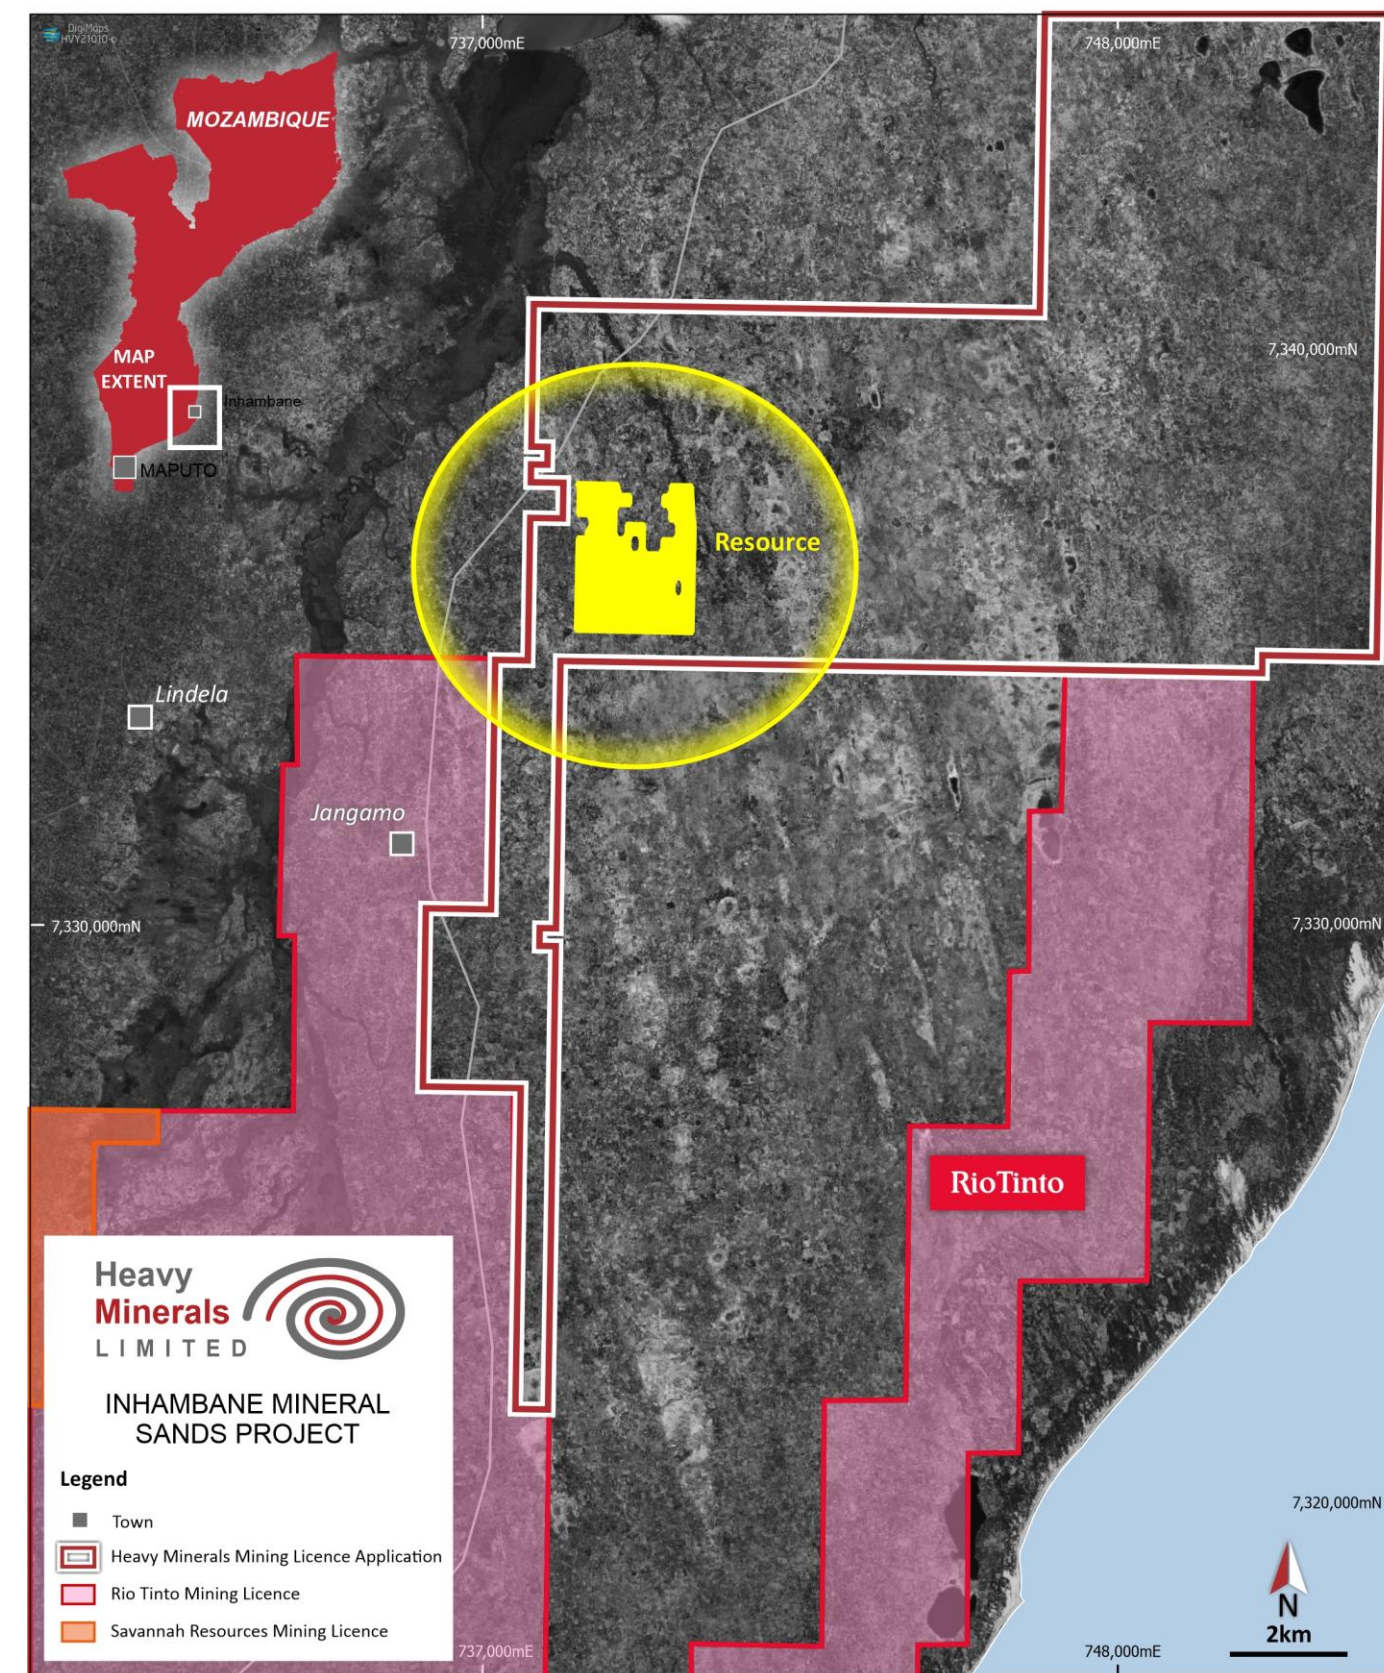 DigiMaps
HVY21010
737,000mE
748,000mE
MOZAMBIQUE
7,340,000mN
MAP
EXTENT
Inhambane
MAPUTO
Resource
Lindela
Jangamo
7,330,000mN
7,330,000mN
RioTinto
Heavy
Minerals
LIMITED
INHAMBANE MINERAL
SANDS PROJECT
Legend
Town
Heavy Minerals Mining Licence Application
Rio Tinto Mining Licence
Savannah Resources Mining Licence
7,320,000mN
N
2km
737,000mE
748,000mE